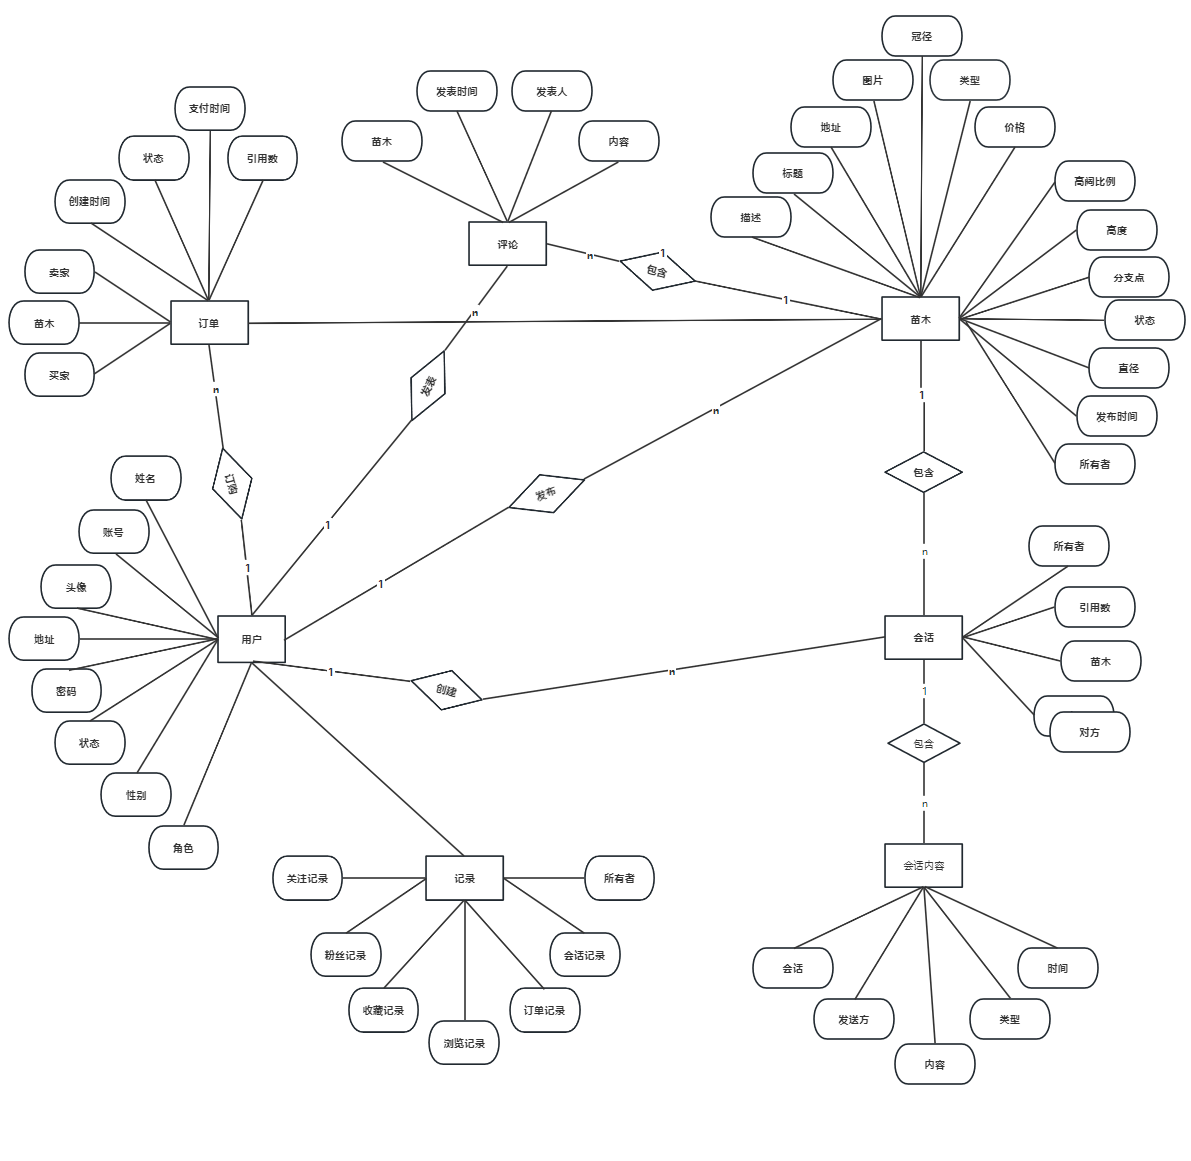 冠径
图片
类型
发表时间
发表人
支付时间
地址
价格
苗木
内容
状态
引用数
标题
高间比例
创建时间
描述
高度
评论
n
包含
1
卖家
分支点
1
n
苗木
订单
苗木
状态
买家
发表
直径
n
1
n
发布时间
姓名
订购
包含
所有者
发布
账号
1
n
所有者
1
头像
1
引用数
地址
用户
会话
苗木
密码
1
创建
n
1
状态
包含
对方
性别
n
角色
会话内容
关注记录
记录
所有者
粉丝记录
会话记录
会话
时间
收藏记录
订单记录
发送方
类型
浏览记录
内容